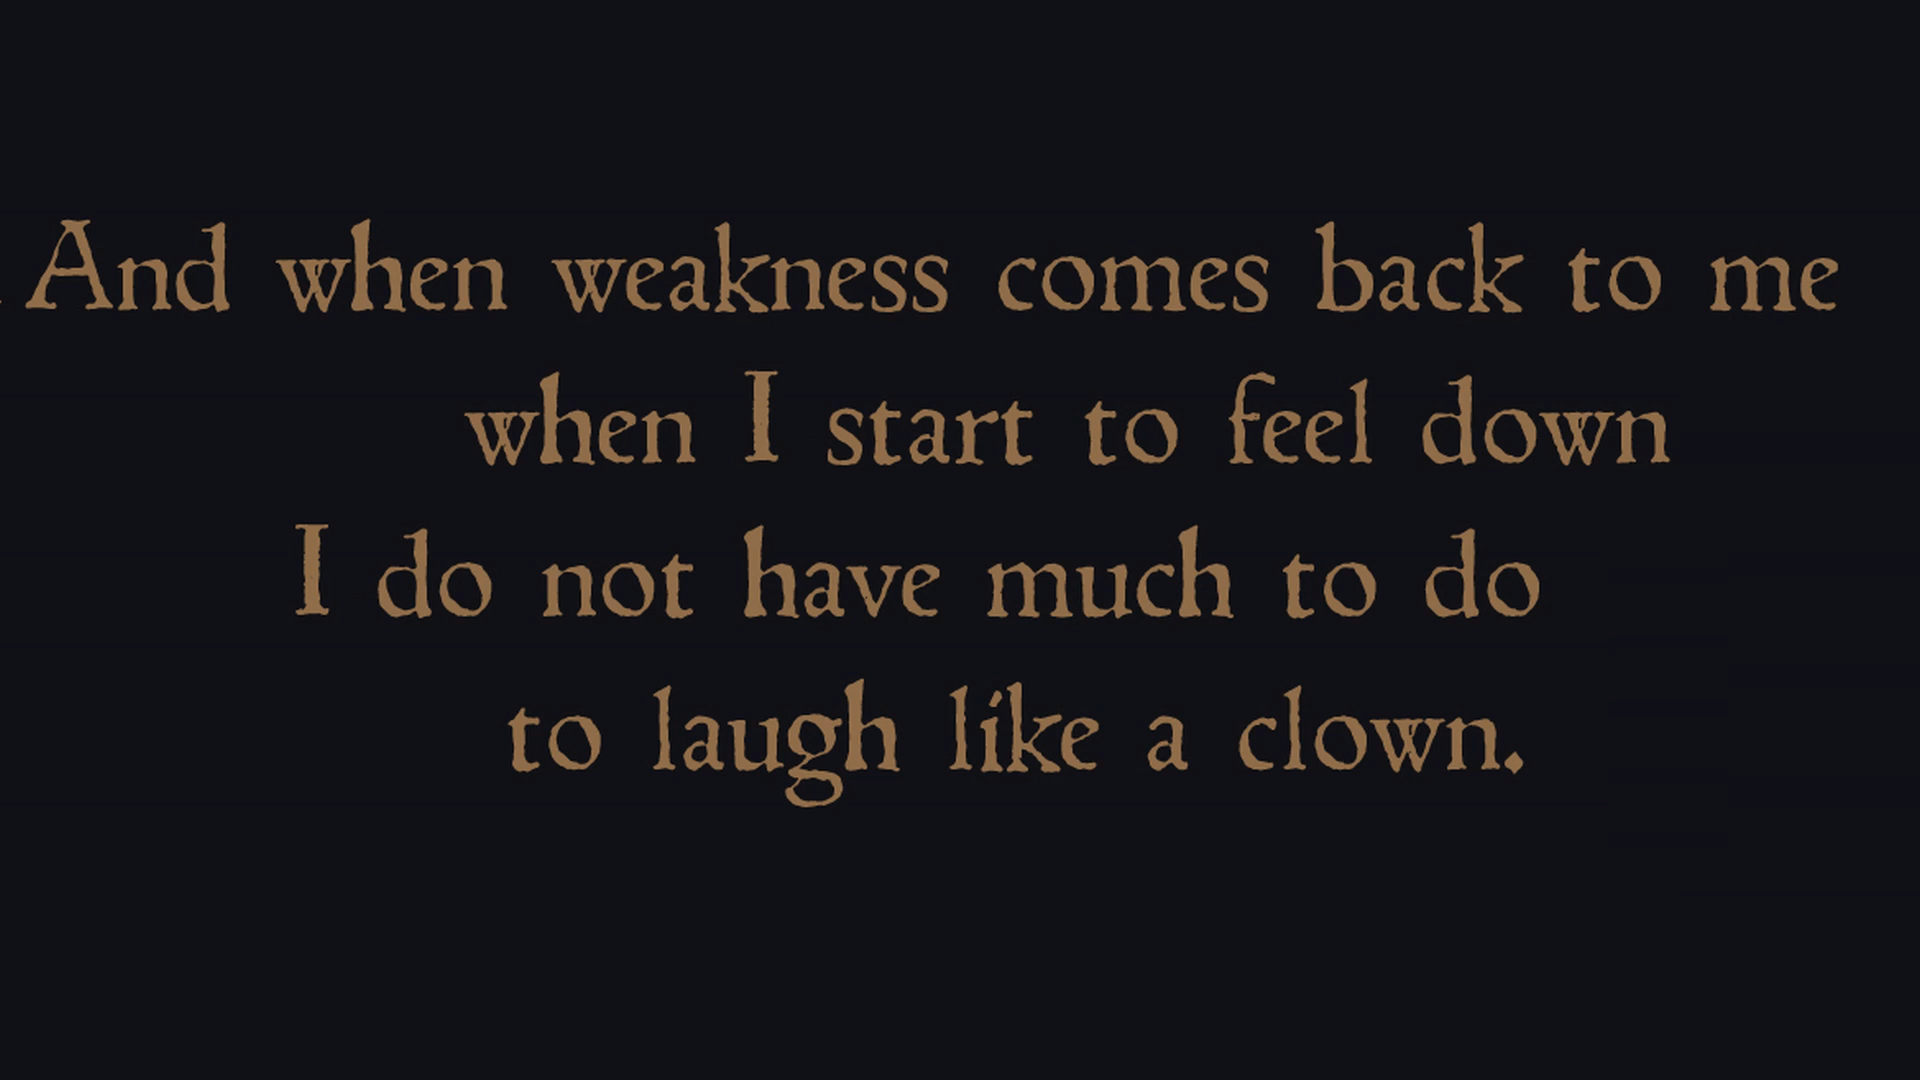 And when weakness comes back to me
when I start to feel down
I do not have much to do
to laugh like a clown.